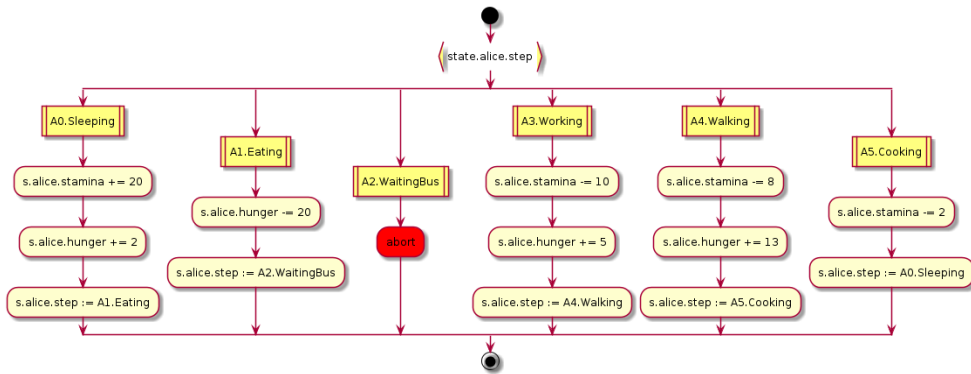 state.alice.step
A0.Sleeping
s.alice.stamina += 20
s.alice.hunger += 2
s.alice.step := A1.Eating
A1.Eating
s.alice.hunger -= 20
s.alice.step := A2.WaitingBus
A2.WaitingBus
abort
A3.Working
s.alice.stamina -= 10
s.alice.hunger += 5
s.alice.step := A4.Walking
A4.Walking
s.alice.stamina -= 8
s.alice.hunger += 13
s.alice.step := A5.Cooking
A5.Cooking
s.alice.stamina -= 2
s.alice.step := A0.Sleeping